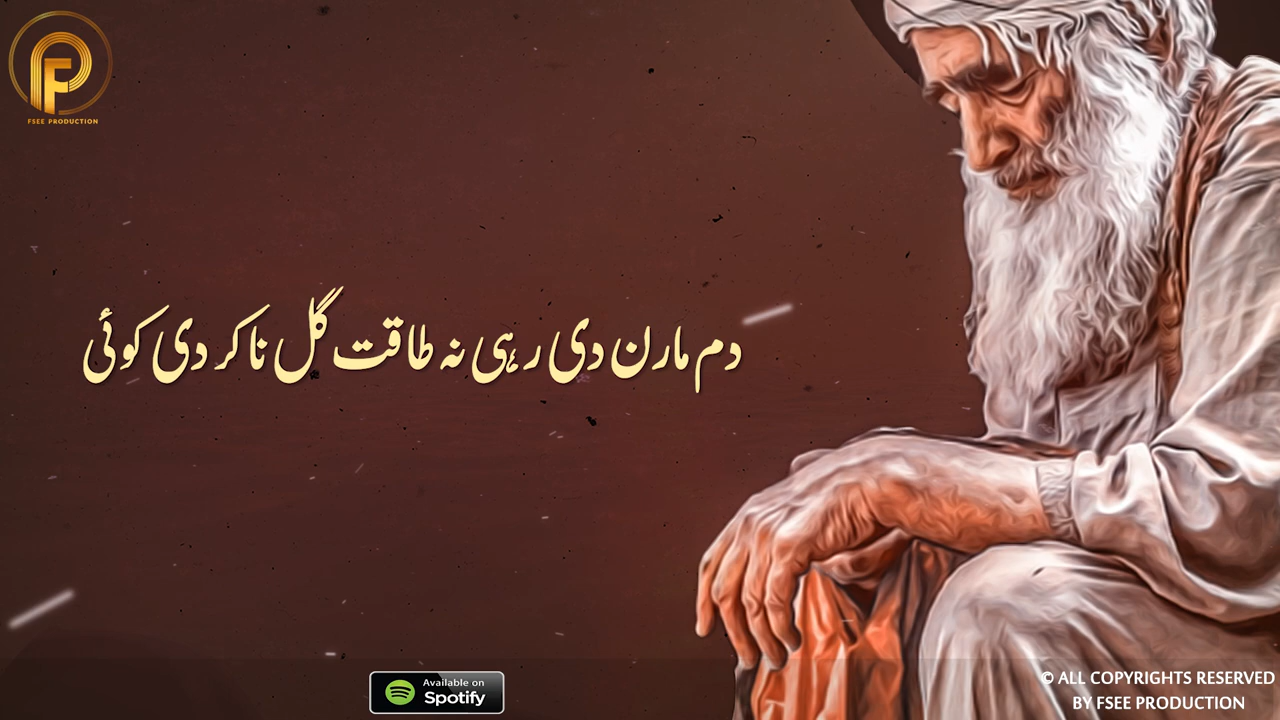 FSEE PRODUCTION
دم مارن دی رہی نہ طاقت گل نا کر دی کوئی
Available on
Spotify
© ALL COPYRIGHTS RESERVED
BY FSEE PRODUCTION